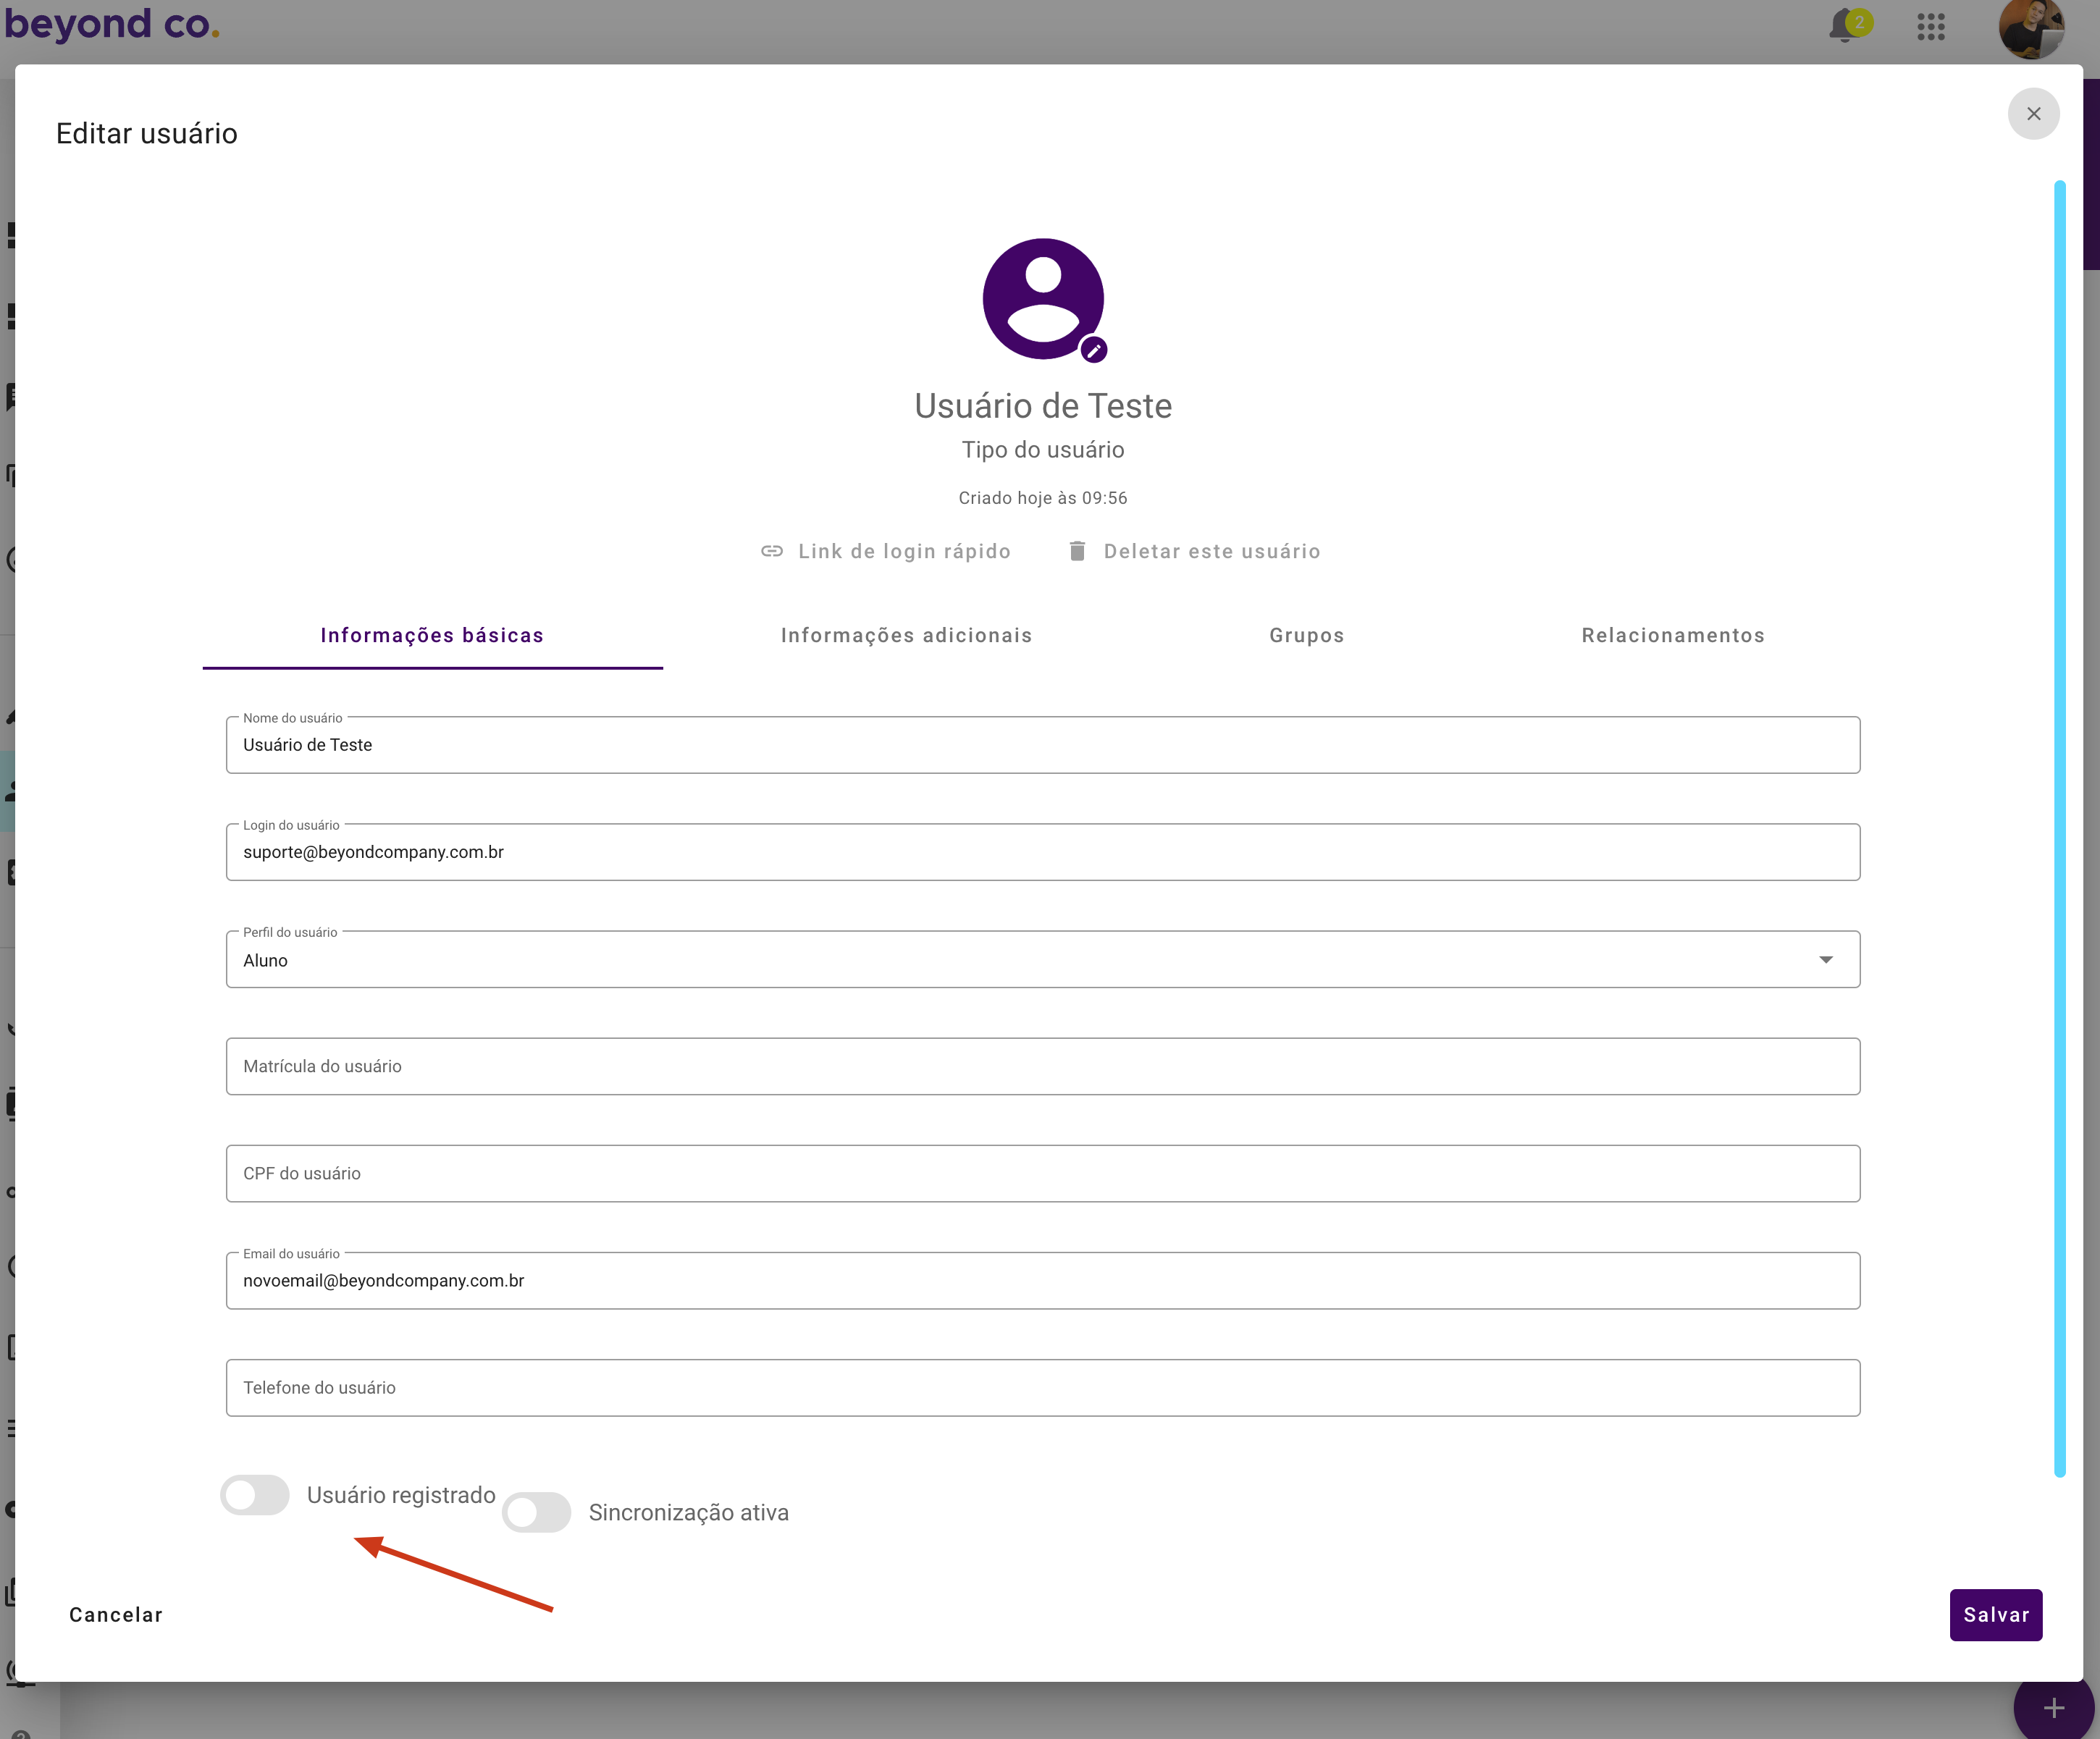 beyond co.
2
Editar usuário
Usuário de Teste
Tipo do usuário
Criado hoje às 09:56
Link de login rápido
Deletar este usuário
Informações básicas
Informações adicionais
Grupos
Relacionamentos
Nome do usuário
Usuário de Teste
Login do usuário
suporte@beyondcompany.com.br
Perfil do usuário
Aluno
Matrícula do usuário
CPF do usuário
Email do usuário
novoemail@beyondcompany.com.br
Telefone do usuário
Usuário registrado
Sincronização ativa
Cancelar
Salvar